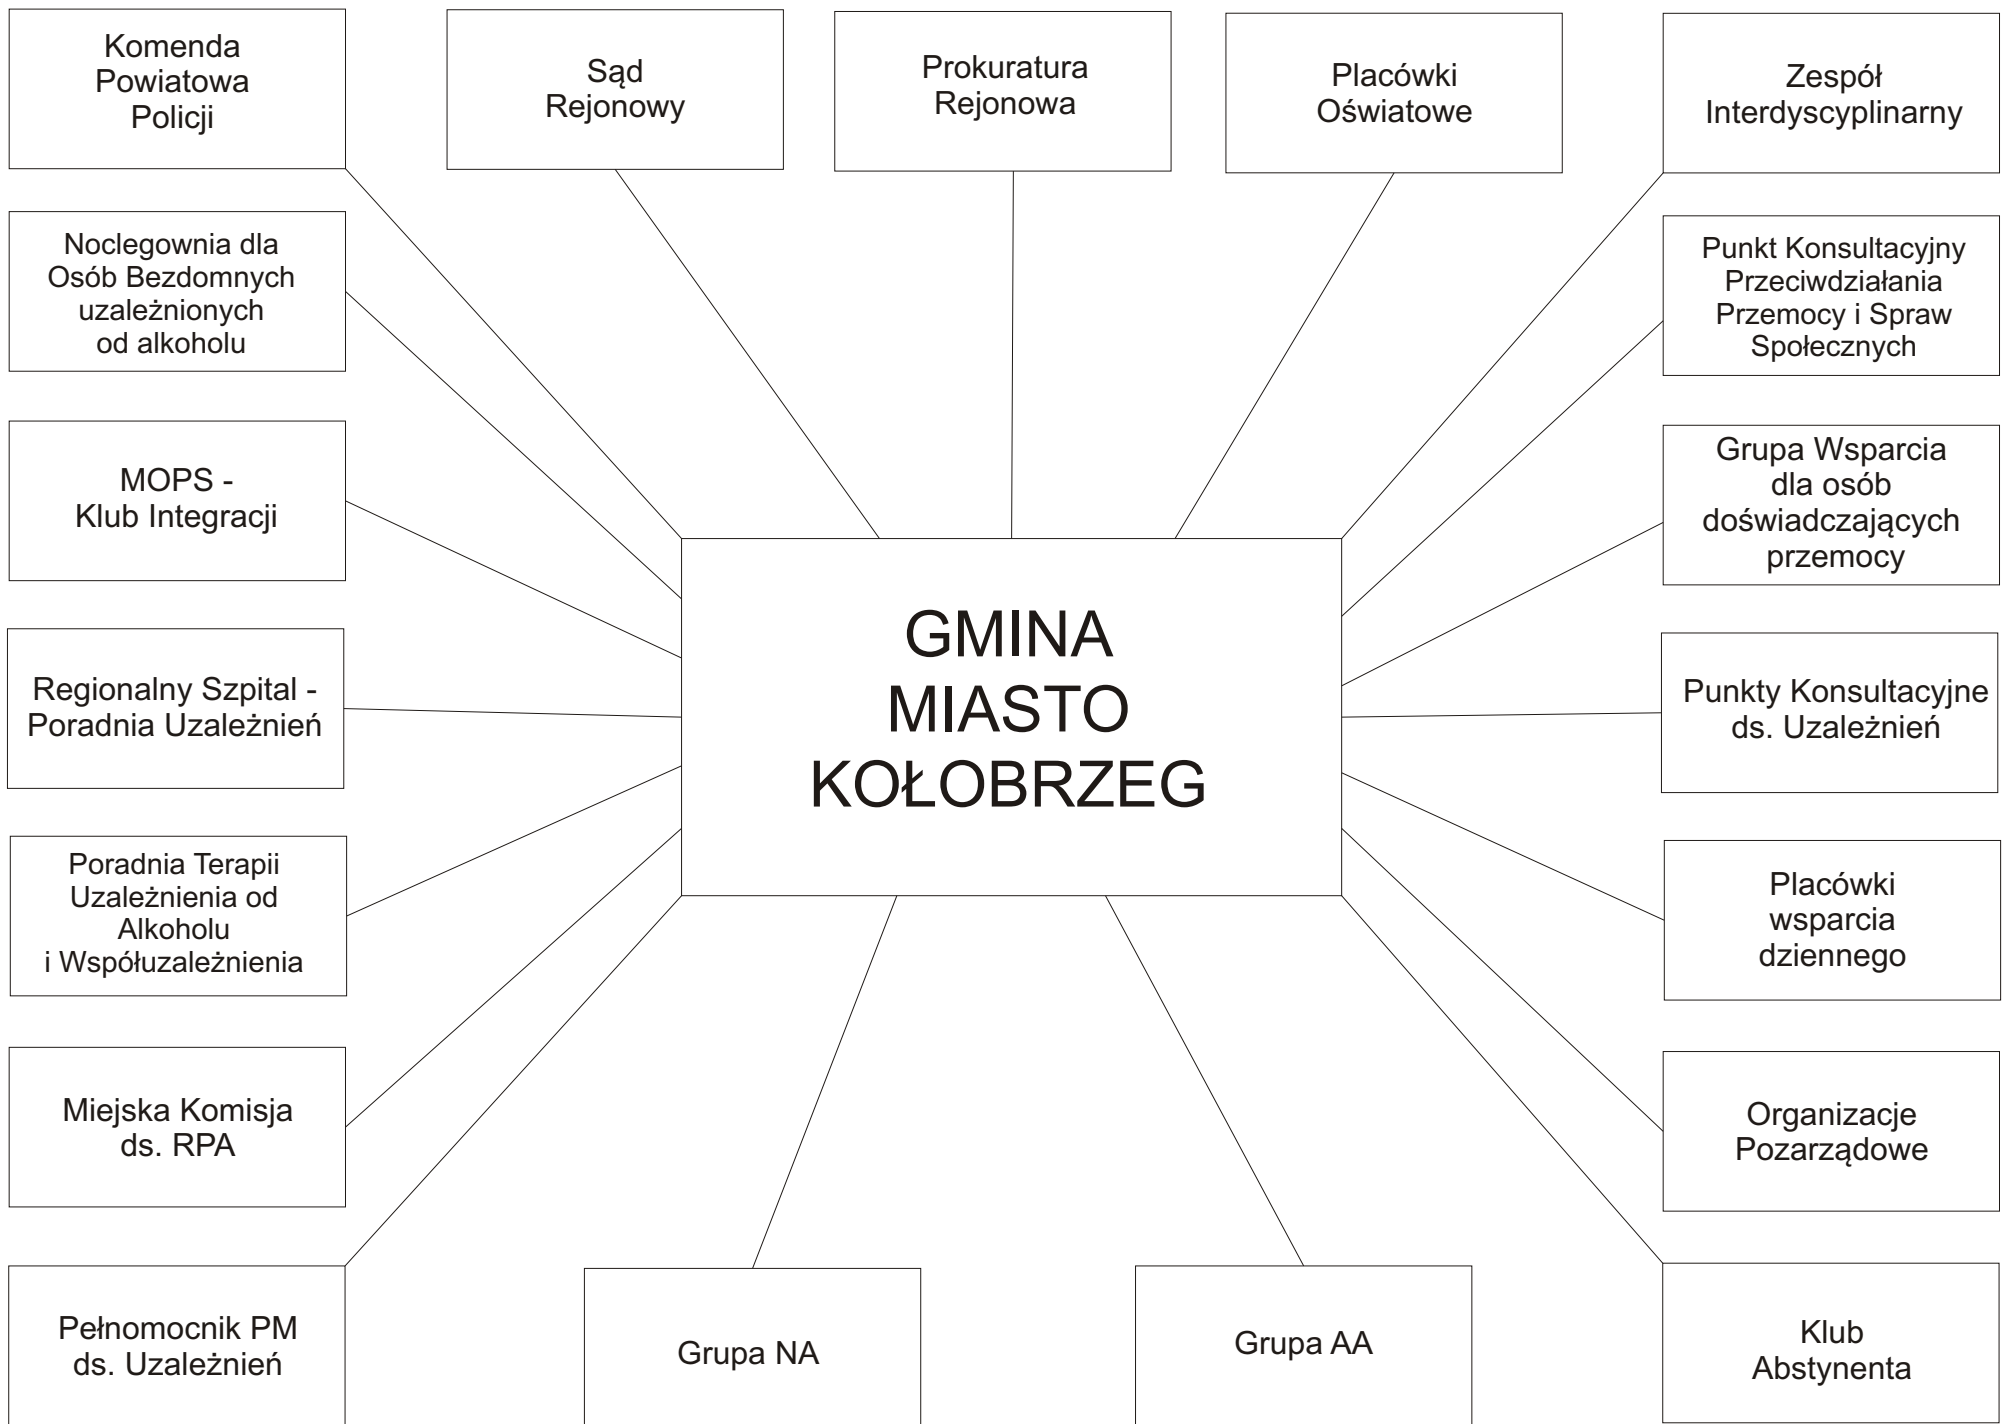 Komenda
Powiatowa
Policji
Sąd
Rejonowy
Prokuratura
Rejonowa
Placówki
Oświatowe
Zespół
Interdyscyplinarny
Noclegownia dla
Osób Bezdomnych
uzależnionych
od alkoholu
Punkt Konsultacyjny
Przeciwdziałania
Przemocy i Spraw
Społecznych
MOPS -
Klub Integracji
Grupa Wsparcia
dla osób
doświadczających
przemocy
GMINA
MIASTO
KOŁOBRZEG
Regionalny Szpital -
Poradnia Uzależnień
Punkty Konsultacyjne
ds. Uzależnień
Poradnia Terapii
Uzależnienia od
Alkoholu
i Współuzależnienia
Placówki
wsparcia
dziennego
Miejska Komisja
ds. RPA
Organizacje
Pozarządowe
Pełnomocnik PM
ds. Uzależnień
Grupa NA
Grupa AA
Klub
Abstynenta